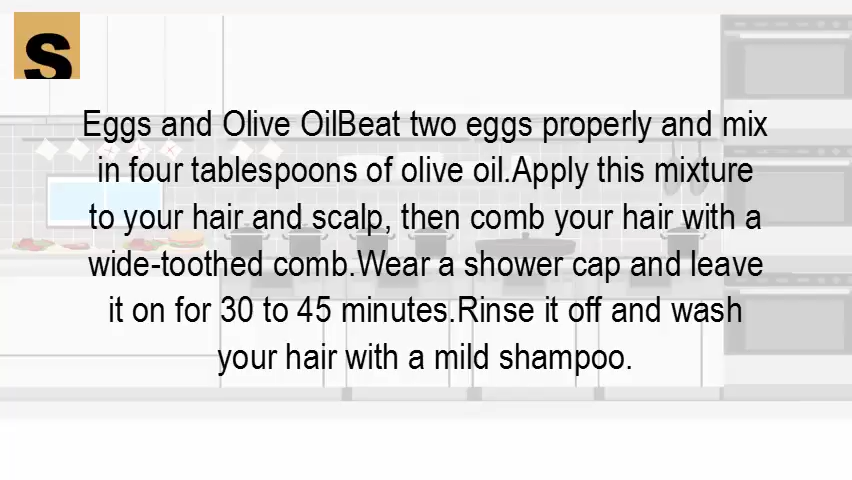 S
Eggs and Olive OilBeat two eggs properly and mix
in four tablespoons of olive oil.Apply this mixture
to your hair and scalp, then comb your hair with a
wide-toothed comb.Wear a shower cap and leave
it on for 30 to 45 minutes.Rinse it off and wash
your hair with a mild shampoo.